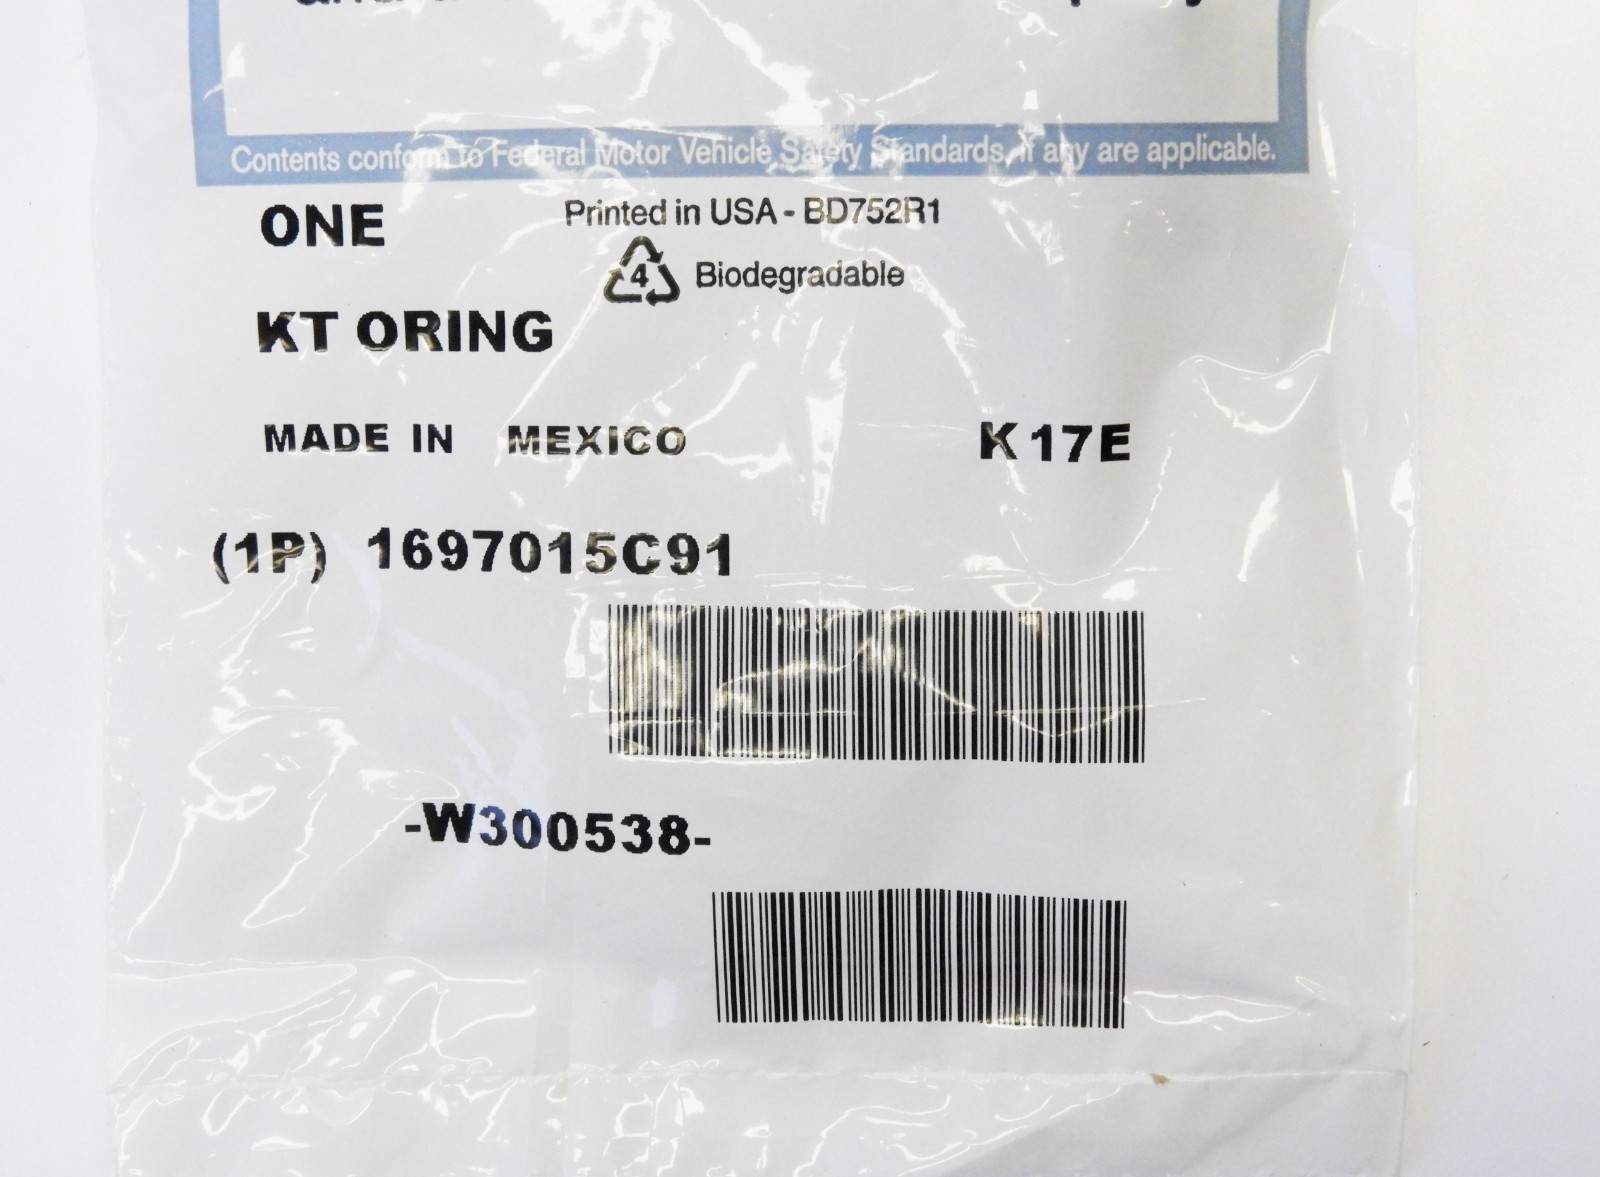 Contents conform to Federal Motor Vehicle Safety Standards, if any are applicable.
ONE
Printed in USA - BD752R1
4 Biodegradable
KT ORING
MADE IN MEXICO K17E
(1P) 1697015C91
-W300538-